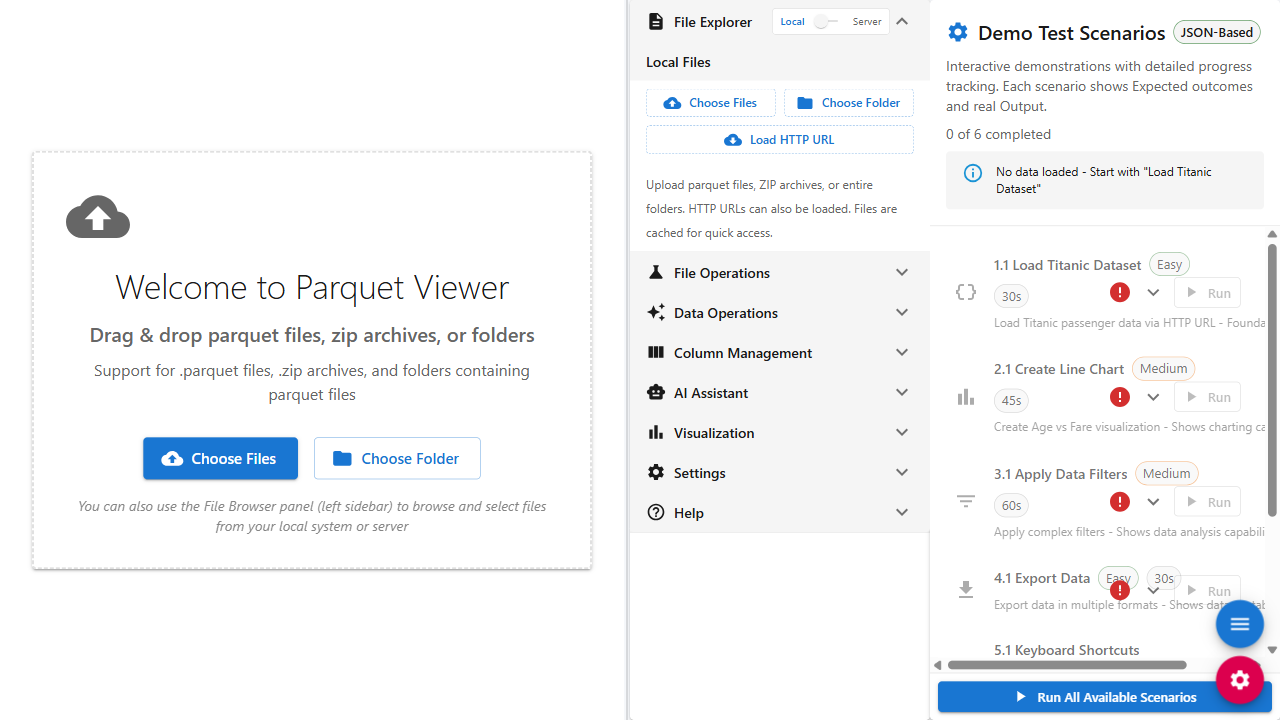 Welcome to Parquet Viewer
Drag & drop parquet files, zip archives, or folders
Support for .parquet files, .zip archives, and folders containing
parquet files
Choose Files
Choose Folder
You can also use the File Browser panel (left sidebar) to browse and select files
from your local system or server
File Explorer
Local
Server
Local Files
Choose Files
Choose Folder
Load HTTP URL
Upload parquet files, ZIP archives, or entire
folders. HTTP URLs can also be loaded. Files are
cached for quick access.
File Operations
Data Operations
Column Management
AI Assistant
Visualization
Settings
Help
Demo Test Scenarios
JSON-Based
Interactive demonstrations with detailed progress
tracking. Each scenario shows Expected outcomes
and real Output.
0 of 6 completed
No data loaded - Start with "Load Titanic
Dataset"
1.1 Load Titanic Dataset
Easy
30s
Run
Load Titanic passenger data via HTTP URL - Founda
2.1 Create Line Chart
Medium
45s
Run
Create Age vs Fare visualization - Shows charting ca
3.1 Apply Data Filters
Medium
60s
Run
Apply complex filters - Shows data analysis capabili
4.1 Export Data
Easy
30s
Run
Export data in multiple formats - Shows
5.1 Keyboard Shortcuts
Run All Available Scenarios